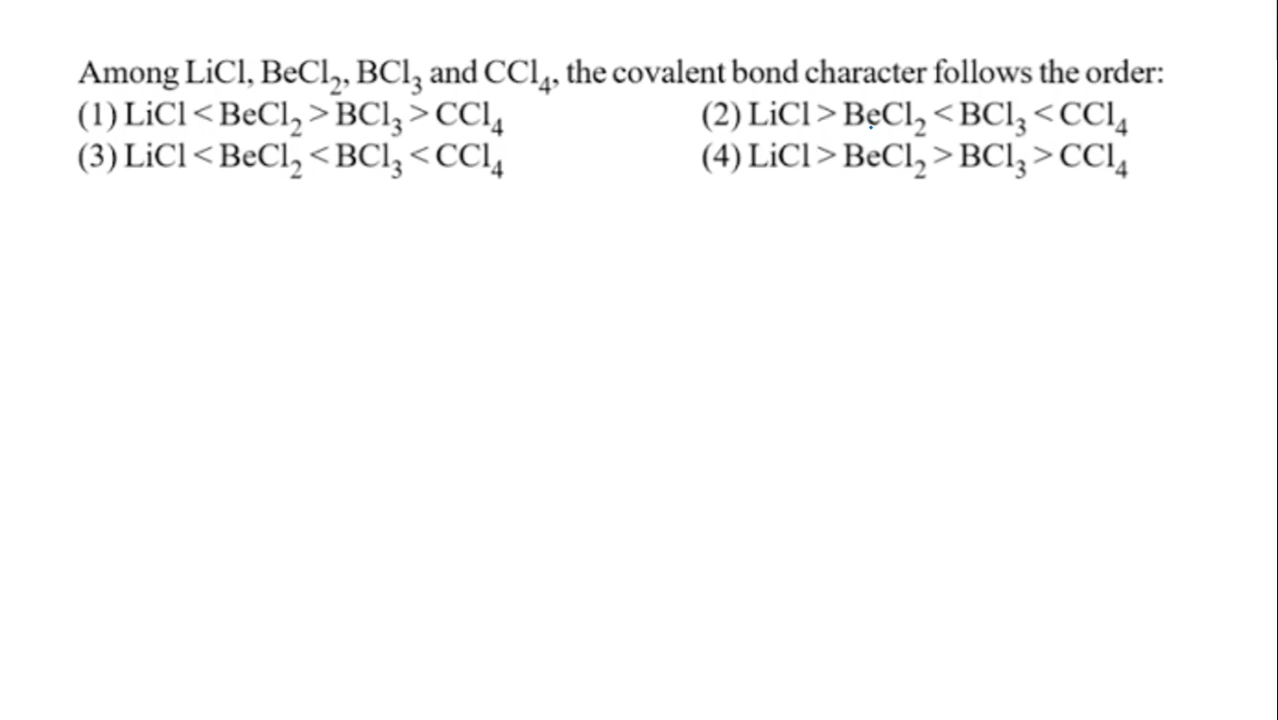 Among LiCl, BeCl₂, BCl₃ and CCl₄, the covalent bond character follows the order:
(1) LiCl < BeCl₂ > BCl₃ > CCl₄ (2) LiCl > BeCl₂ < BCl₃ < CCl₄
(3) LiCl < BeCl₂ < BCl₃ < CCl₄ (4) LiCl > BeCl₂ > BCl₃ > CCl₄